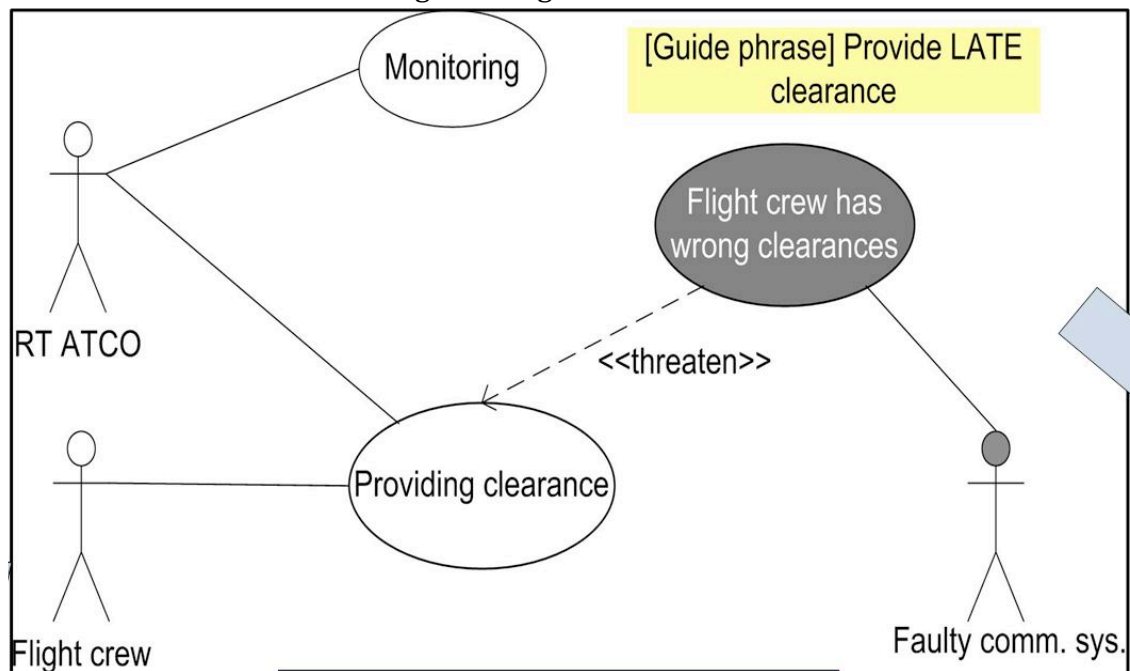 Monitoring
[Guide phrase] Provide LATE
clearance
Flight crew has
wrong clearances
RT ATCO
<<threaten>>
Providing clearance
Flight crew
Faulty comm. sys.